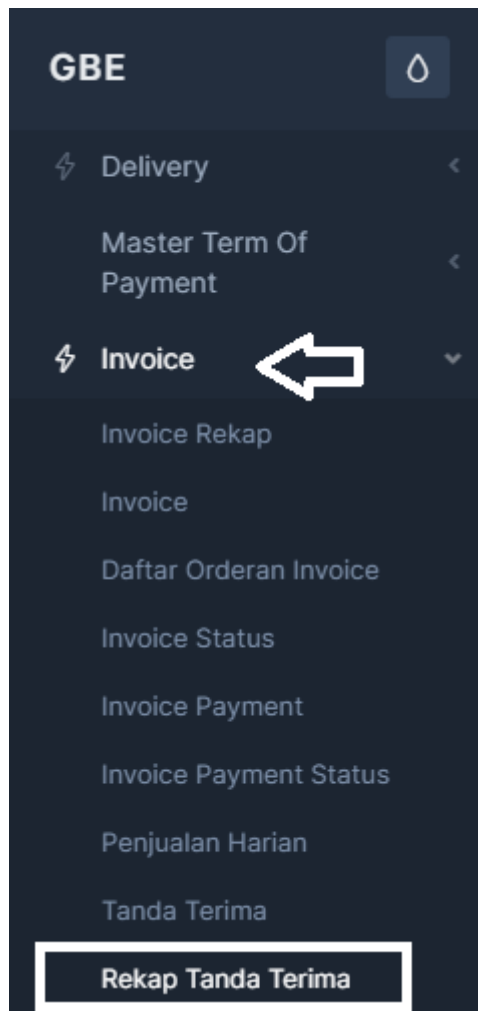 GBE
Delivery
Master Term Of
Payment
Invoice
Invoice Rekap
Invoice
Daftar Orderan Invoice
Invoice Status
Invoice Payment
Invoice Payment Status
Penjualan Harian
Tanda Terima
Rekap Tanda Terima